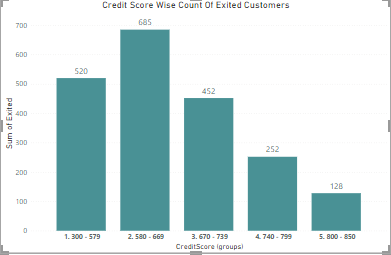 Credit Score Wise Count Of Exited Customers
Sum of Exited
700
600
500
400
300
200
100
0
520
685
452
252
128
1. 300 - 579
2. 580 - 669
3. 670 - 739
4. 740 - 799
5. 800 - 850
CreditScore (groups)